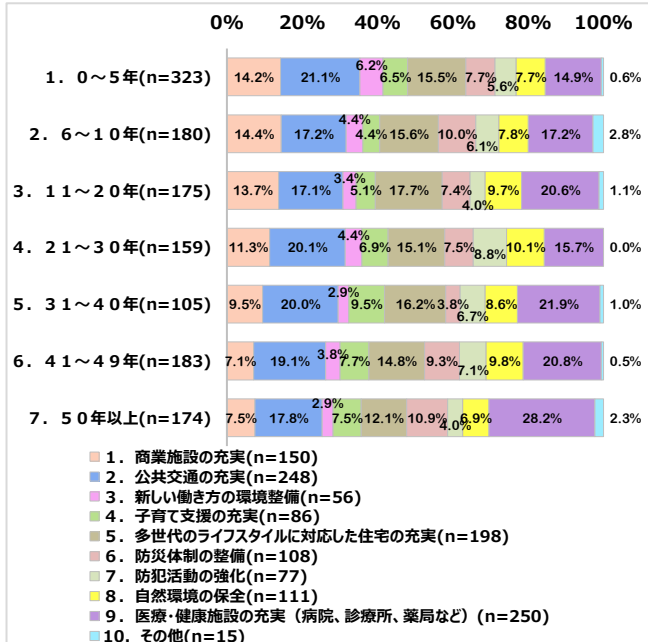 0% 20% 40% 60% 80% 100%
1．0～5年(n=323) 14.2% 21.1% 6.2% 6.5% 15.5% 7.7% 5.6% 7.7% 14.9% 0.6%
2．6～10年(n=180) 14.4% 17.2% 4.4% 4.4% 15.6% 10.0% 6.1% 7.8% 17.2% 2.8%
3．11～20年(n=175) 13.7% 17.1% 3.4% 5.1% 17.7% 7.4% 4.0% 9.7% 20.6% 1.1%
4．21～30年(n=159) 11.3% 20.1% 4.4% 6.9% 15.1% 7.5% 8.8% 10.1% 15.7% 0.0%
5．31～40年(n=105) 9.5% 20.0% 2.9% 9.5% 16.2% 3.8% 6.7% 8.6% 21.9% 1.0%
6．41～49年(n=183) 7.1% 19.1% 3.8% 7.7% 14.8% 9.3% 7.1% 9.8% 20.8% 0.5%
7．50年以上(n=174) 7.5% 17.8% 2.9% 7.5% 12.1% 10.9% 4.0% 6.9% 28.2% 2.3%
1．商業施設の充実(n=150)
2．公共交通の充実(n=248)
3．新しい働き方の環境整備(n=56)
4．子育て支援の充実(n=86)
5．多世代のライフスタイルに対応した住宅の充実(n=198)
6．防災体制の整備(n=108)
7．防犯活動の強化(n=77)
8．自然環境の保全(n=111)
9．医療・健康施設の充実（病院、診療所、薬局など）(n=250)
10．その他(n=15)